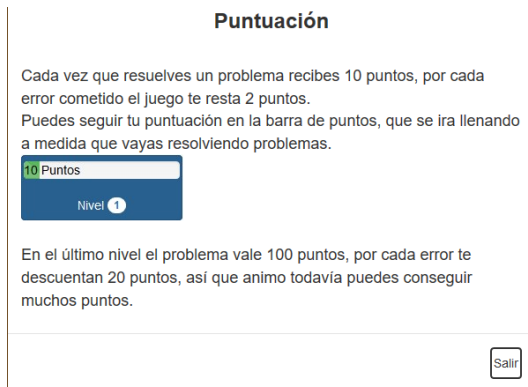 Puntuación
Cada vez que resuelves un problema recibes 10 puntos, por cada
error cometido el juego te resta 2 puntos.
Puedes seguir tu puntuación en la barra de puntos, que se ira llenando
a medida que vayas resolviendo problemas.
10 Puntos
Nivel 1
En el último nivel el problema vale 100 puntos, por cada error te
descuentan 20 puntos, así que animo todavía puedes conseguir
muchos puntos.
Salir